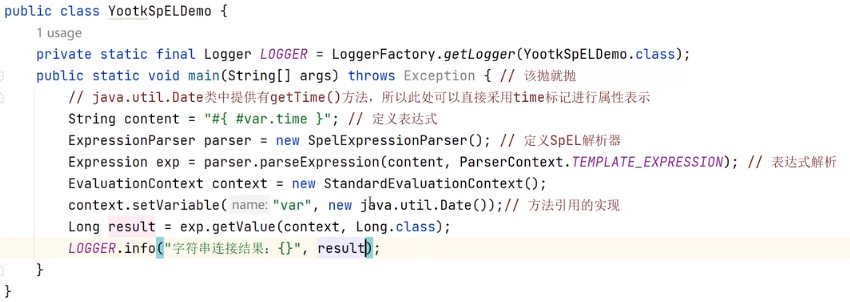 public class YootkSpELDemo {
1 usage
private static final Logger LOGGER = LoggerFactory.getLogger(YootkSpELDemo.class);
public static void main(String[] args) throws Exception { // 该抛就抛
// java.util.Date类中提供有getTime()方法，所以此处可以直接采用time标记进行属性表示
String content = "#{ #var.time }"; // 定义表达式
ExpressionParser parser = new SpelExpressionParser(); // 定义SpEL解析器
Expression exp = parser.parseExpression(content, ParserContext.TEMPLATE_EXPRESSION); // 表达式解析
EvaluationContext context = new StandardEvaluationContext();
context.setVariable( name: "var", new java.util.Date());// 方法引用的实现
Long result = exp.getValue(context, Long.class);
LOGGER.info("字符串连接结果：{}", result);
}
}